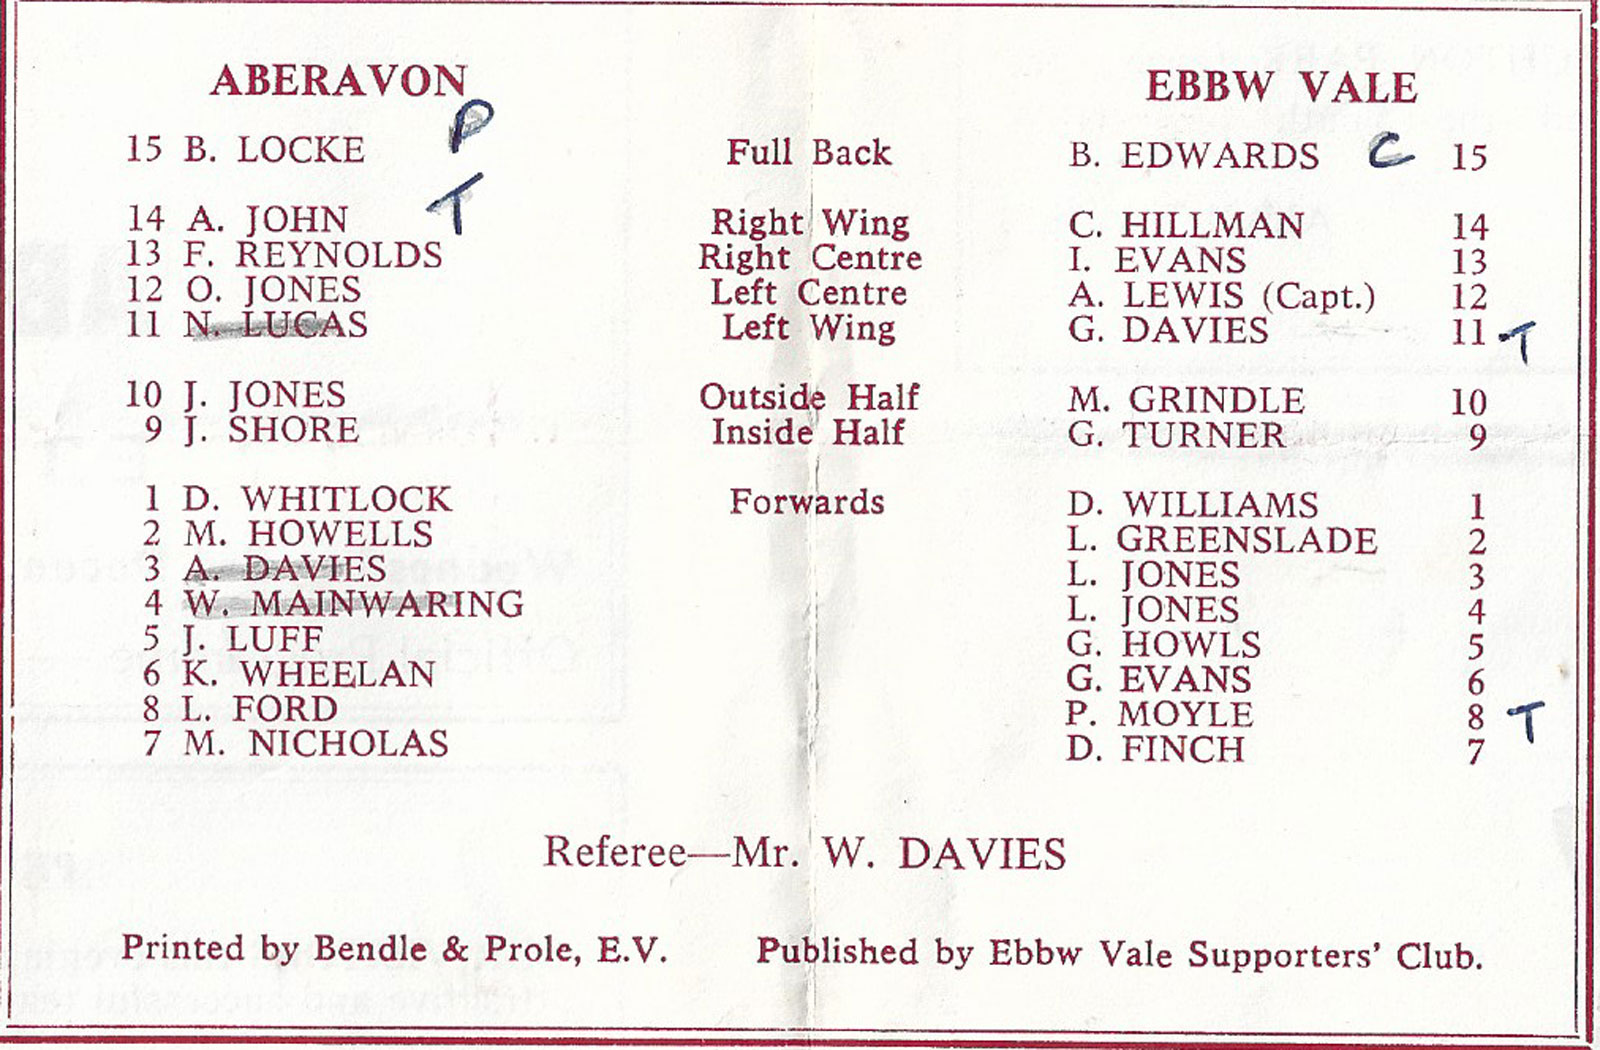 ABERAVON EBBW VALE
P
15 B. LOCKE Full Back B. EDWARDS C 15
T
14 A. JOHN Right Wing C. HILLMAN 14
13 F. REYNOLDS Right Centre I. EVANS 13
12 O. JONES Left Centre A. LEWIS (Capt.) 12
11 N. LUCAS Left Wing G. DAVIES 11 T
10 J. JONES Outside Half M. GRINDLE 10
9 J. SHORE Inside Half G. TURNER 9
1 D. WHITLOCK Forwards D. WILLIAMS 1
2 M. HOWELLS L. GREENSLADE 2
3 A. DAVIES L. JONES 3
4 W. MAINWARING L. JONES 4
5 J. LUFF G. HOWLS 5
6 K. WHEELAN G. EVANS 6
8 L. FORD P. MOYLE 8 T
7 M. NICHOLAS D. FINCH 7
Referee—Mr. W. DAVIES
Printed by Bendle & Prole, E.V. Published by Ebbw Vale Supporters' Club.